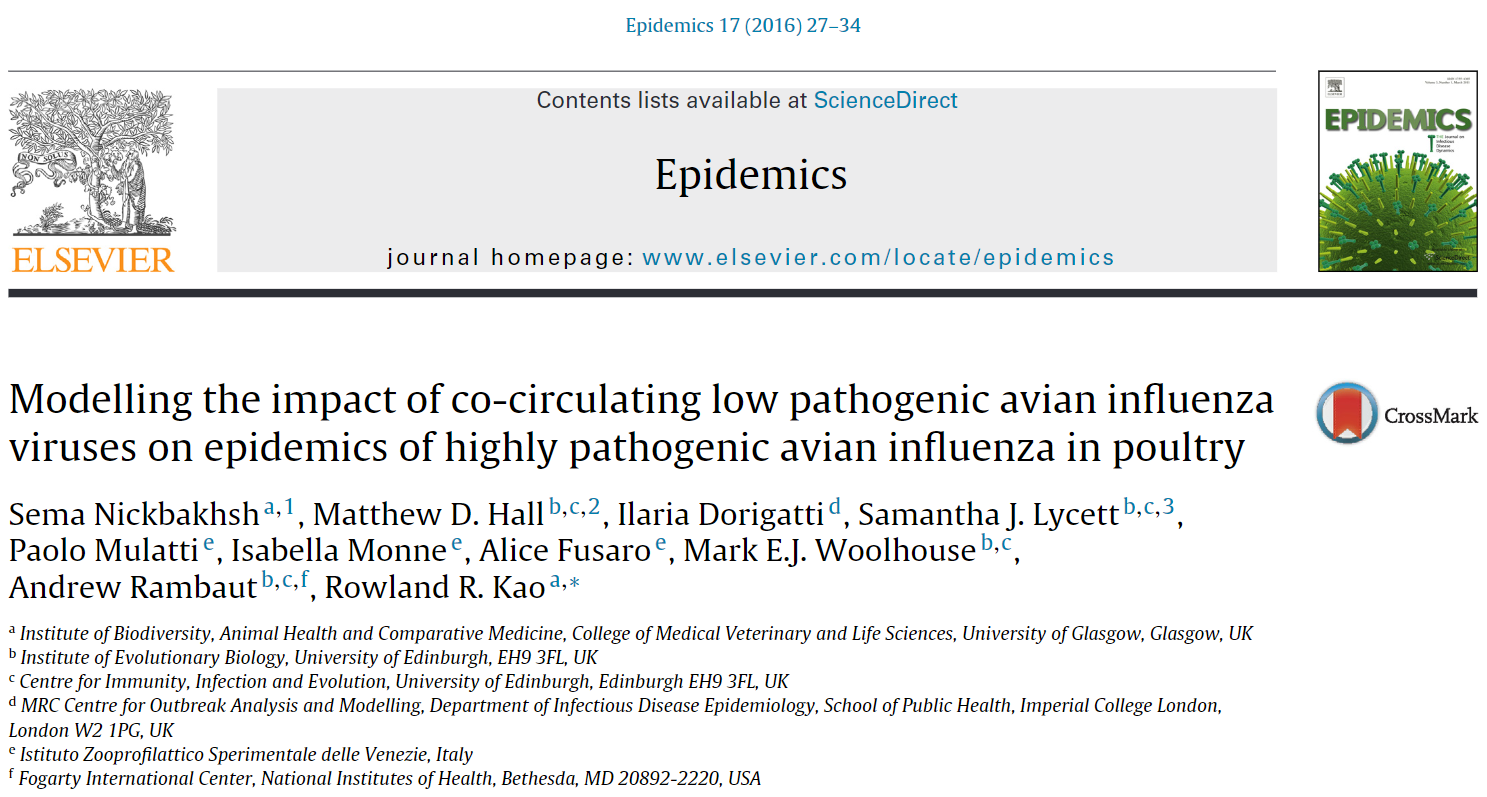 Epidemics 17 (2016) 27–34
Contents lists available at ScienceDirect
Epidemics
journal homepage: www.elsevier.com/locate/epidemics
NON SOLUS
ELSEVIER
EPIDEMICS
Modelling the impact of co-circulating low pathogenic avian influenza
viruses on epidemics of highly pathogenic avian influenza in poultry
CrossMark
Sema Nickbakhsh a,1, Matthew D. Hall b,c,2, Ilaria Dorigatti d, Samantha J. Lycett b,c,3,
Paolo Mulatti e, Isabella Monne e, Alice Fusaro e, Mark E.J. Woolhouse b,c,
Andrew Rambaut b,c,f, Rowland R. Kao a,*
a Institute of Biodiversity, Animal Health and Comparative Medicine, College of Medical Veterinary and Life Sciences, University of Glasgow, Glasgow, UK
b Institute of Evolutionary Biology, University of Edinburgh, EH9 3FL, UK
c Centre for Immunity, Infection and Evolution, University of Edinburgh, Edinburgh EH9 3FL, UK
d MRC Centre for Outbreak Analysis and Modelling, Department of Infectious Disease Epidemiology, School of Public Health, Imperial College London,
London W2 1PG, UK
e Istituto Zooprofilattico Sperimentale delle Venezie, Italy
f Fogarty International Center, National Institutes of Health, Bethesda, MD 20892-2220, USA